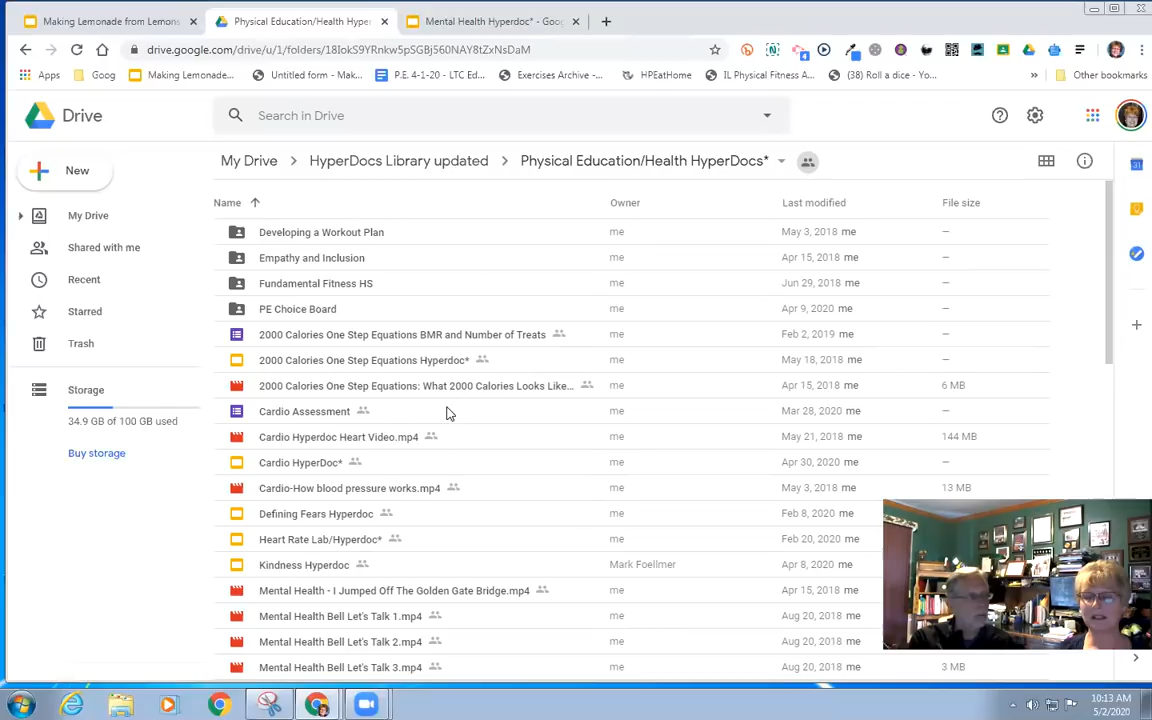 Making Lemonade from Lemons
Physical Education/Health Hyper
Mental Health Hyperdoc* - Goog
drive.google.com/drive/u/1/folders/18IokS9YRnkw5pSGBj560NAY8tZxNsDaM
Apps
Goog
Making Lemonade...
Untitled form - Mak...
P.E. 4-1-20 - LTC Ed...
Exercises Archive -...
HPEatHome
IL Physical Fitness A...
(38) Roll a dice - Yo...
»
Other bookmarks
Drive
Search in Drive
New
My Drive > HyperDocs Library updated > Physical Education/Health HyperDocs*
Name
Owner
Last modified
File size
My Drive
Shared with me
Recent
Starred
Trash
Storage
34.9 GB of 100 GB used
Buy storage
Developing a Workout Plan me May 3, 2018 me —
Empathy and Inclusion me Apr 15, 2018 me —
Fundamental Fitness HS me Jun 29, 2018 me —
PE Choice Board me Apr 9, 2020 me —
2000 Calories One Step Equations BMR and Number of Treats me Feb 2, 2019 me —
2000 Calories One Step Equations Hyperdoc* me May 18, 2018 me —
2000 Calories One Step Equations: What 2000 Calories Looks Like... me Apr 15, 2018 me 6 MB
Cardio Assessment me Mar 28, 2020 me —
Cardio Hyperdoc Heart Video.mp4 me May 21, 2018 me 144 MB
Cardio HyperDoc* me Apr 30, 2020 me —
Cardio-How blood pressure works.mp4 me May 3, 2018 me 13 MB
Defining Fears Hyperdoc me Feb 8, 2020 me
Heart Rate Lab/Hyperdoc* me Feb 20, 2020 me
Kindness Hyperdoc Mark Foellmer Apr 8, 2020 me
Mental Health - I Jumped Off The Golden Gate Bridge.mp4 me Apr 15, 2018 me
Mental Health Bell Let's Talk 1.mp4 me Aug 20, 2018 me
Mental Health Bell Let's Talk 2.mp4 me Aug 20, 2018 me
Mental Health Bell Let's Talk 3.mp4 me Aug 20, 2018 me 3 MB
10:13 AM
5/2/2020